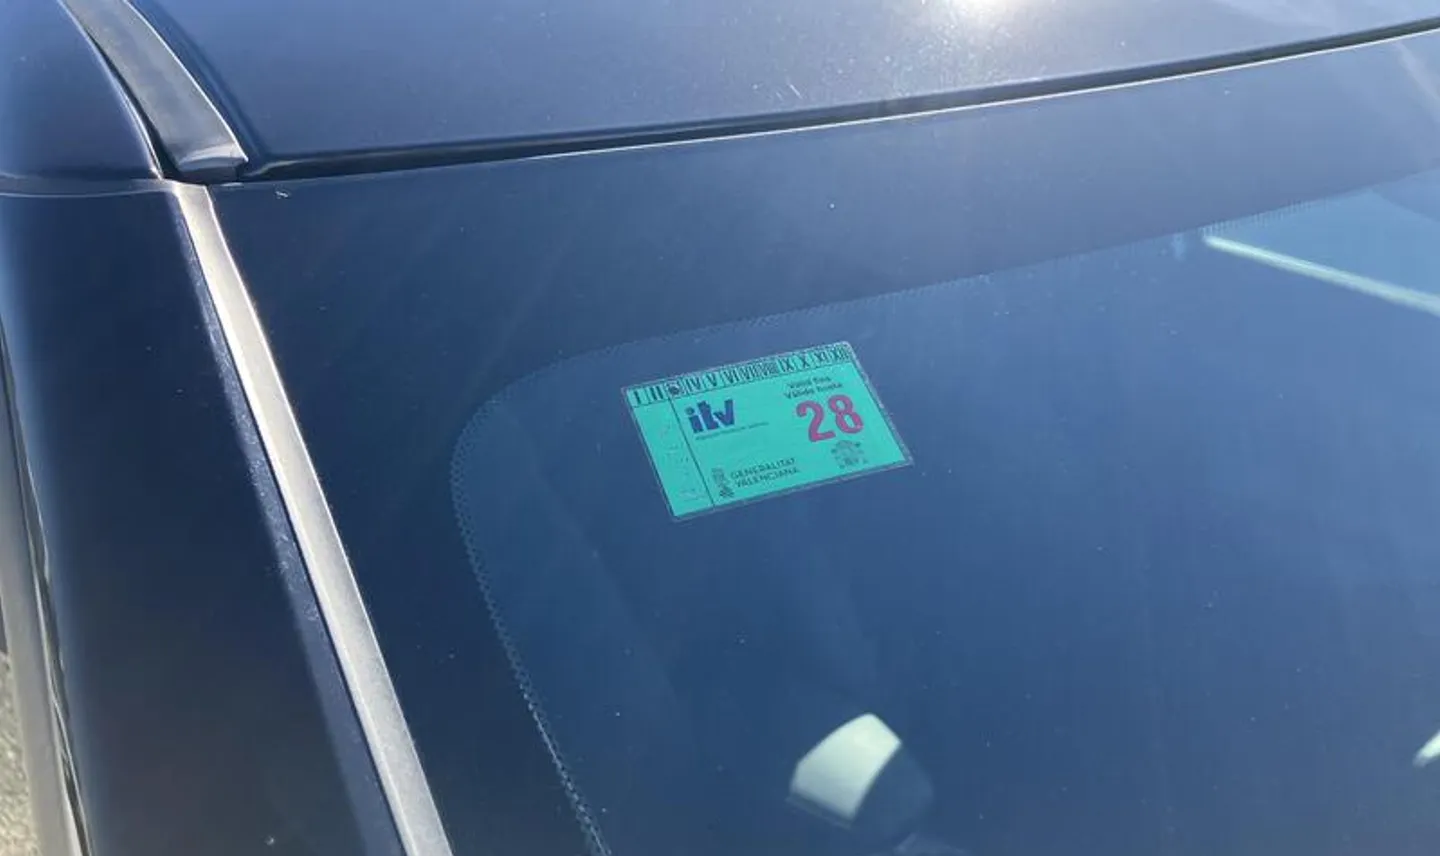 I II IV V VI VII VIII IX X XI XII
itv
Vàlid fins
Válido hasta
28
GENERALITAT
VALENCIANA